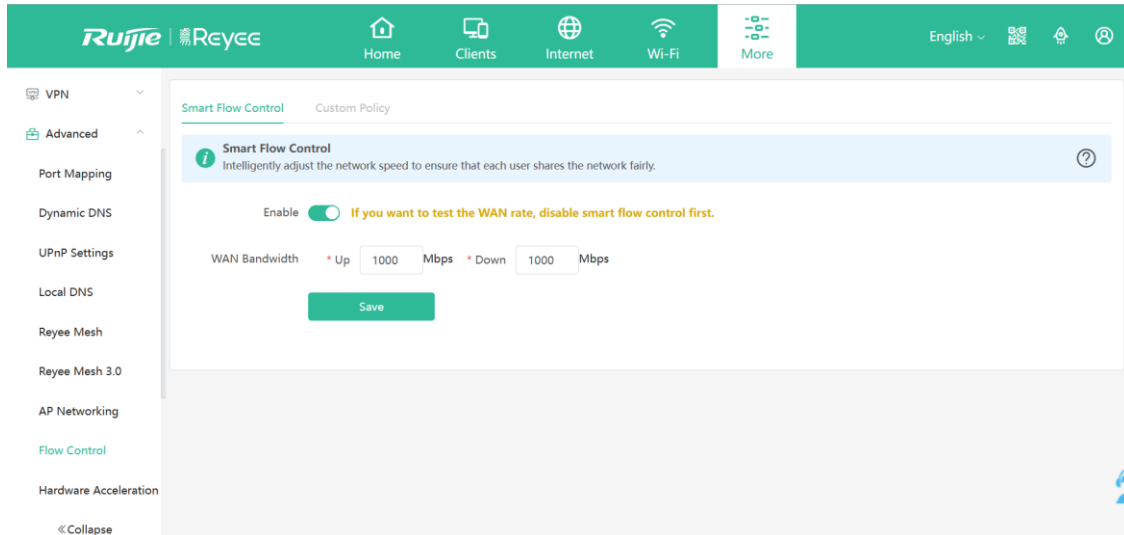 Ruijie Reyee
Home
Clients
Internet
Wi-Fi
More
English
VPN
Advanced
Port Mapping
Dynamic DNS
UPnP Settings
Local DNS
Reyee Mesh
Reyee Mesh 3.0
AP Networking
Flow Control
Hardware Acceleration
≪Collapse
Smart Flow Control Custom Policy
Smart Flow Control
Intelligently adjust the network speed to ensure that each user shares the network fairly.
Enable If you want to test the WAN rate, disable smart flow control first.
WAN Bandwidth * Up 1000 Mbps * Down 1000 Mbps
Save